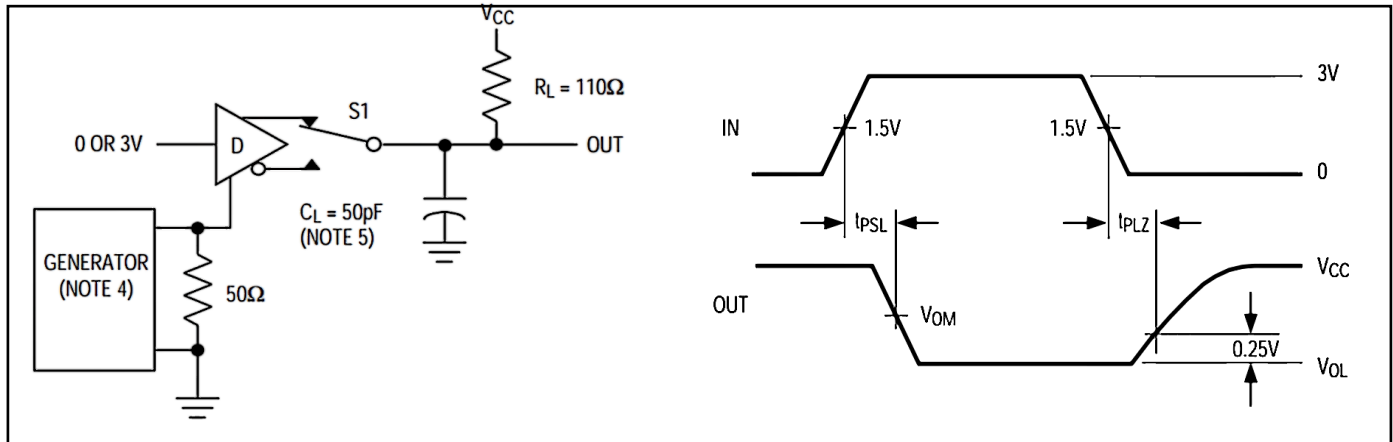 VCC
RL = 110Ω
S1
0 OR 3V
D
OUT
CL = 50pF
(NOTE 5)
GENERATOR
(NOTE 4)
50Ω
3V
IN
1.5V
1.5V
0
tPSL
tPLZ
VCC
OUT
VOM
0.25V
VOL